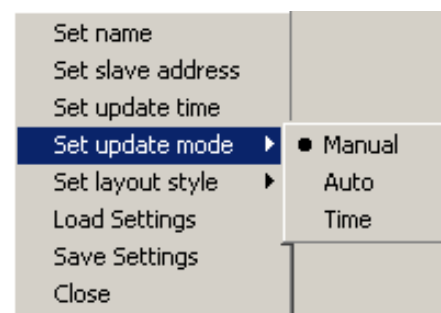 Set name
Set slave address
Set update time
Set update mode
Manual
Set layout style
Auto
Load Settings
Time
Save Settings
Close